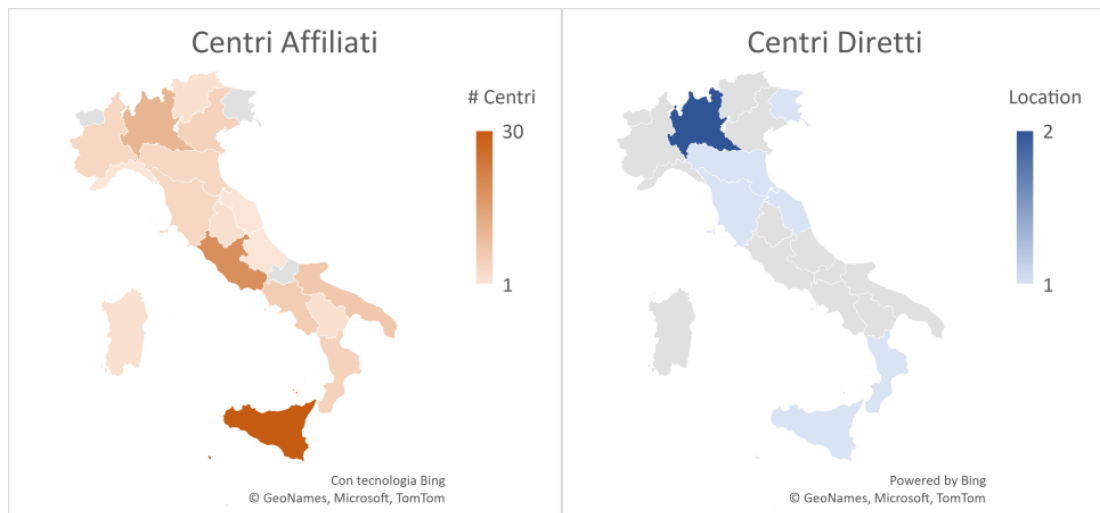 Centri Affiliati
# Centri
30
1
Con tecnologia Bing
© GeoNames, Microsoft, TomTom
Centri Diretti
Location
2
1
Powered by Bing
© GeoNames, Microsoft, TomTom